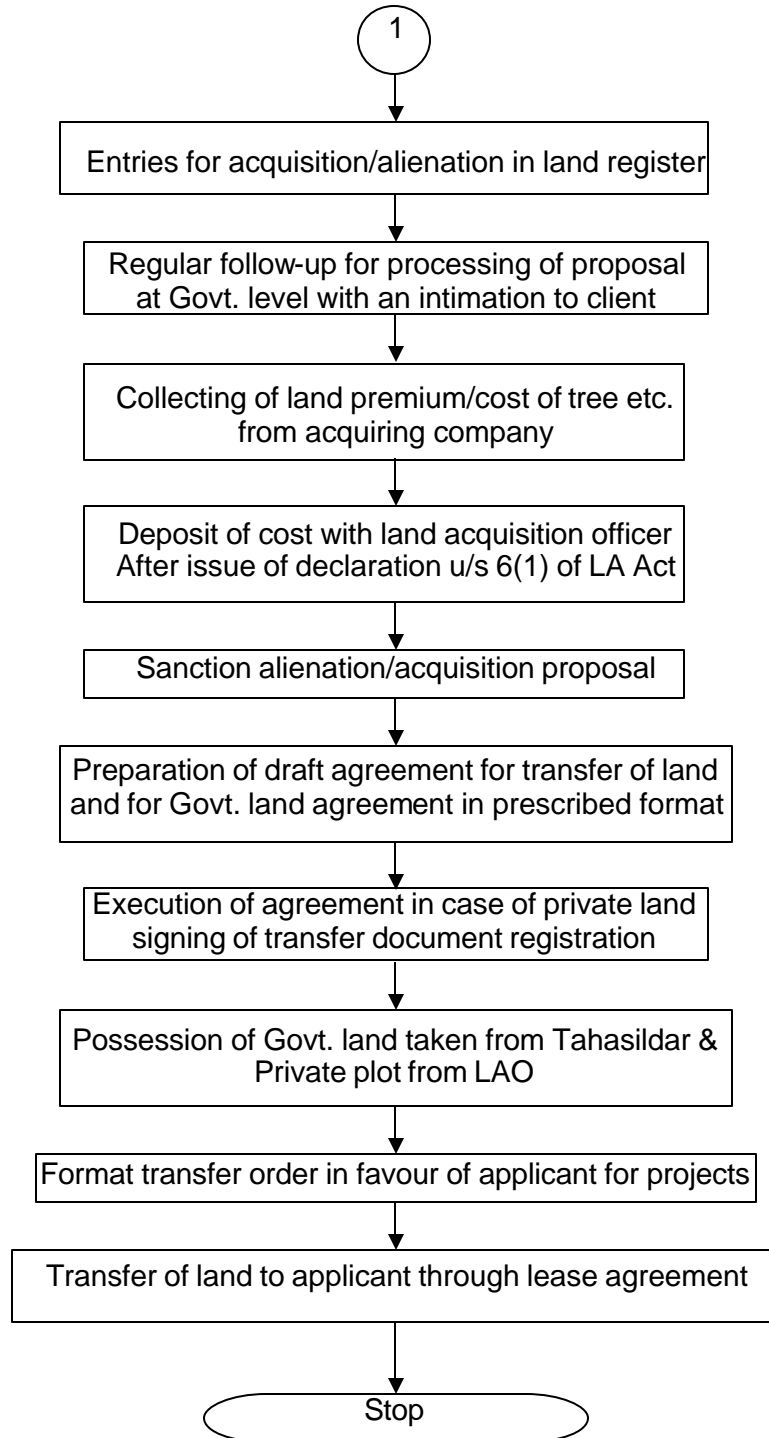 1
Entries for acquisition/alienation in land register
Regular follow-up for processing of proposal
at Govt. level with an intimation to client
Collecting of land premium/cost of tree etc.
from acquiring company
Deposit of cost with land acquisition officer
After issue of declaration u/s 6(1) of LA Act
Sanction alienation/acquisition proposal
Preparation of draft agreement for transfer of land
and for Govt. land agreement in prescribed format
Execution of agreement in case of private land
signing of transfer document registration
Possession of Govt. land taken from Tahasildar &
Private plot from LAO
Format transfer order in favour of applicant for projects
Transfer of land to applicant through lease agreement
Stop